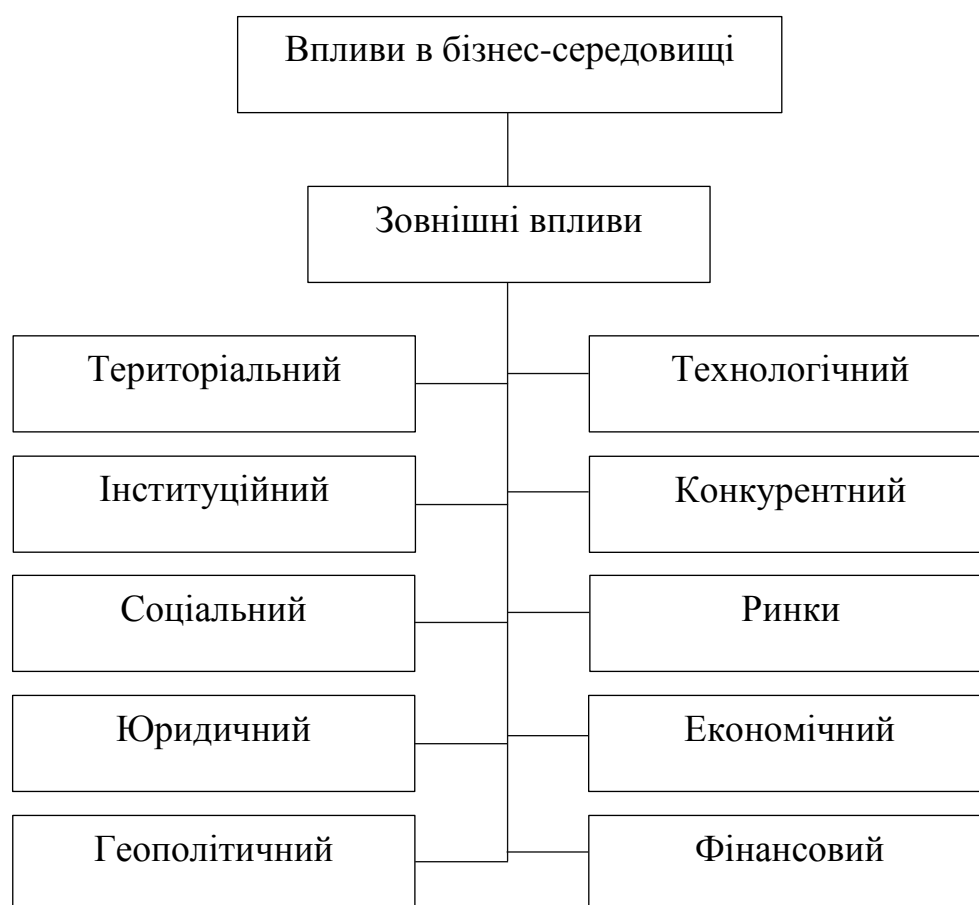 Впливи в бізнес-середовищі
Зовнішні впливи
Територіальний
Технологічний
Інституційний
Конкурентний
Соціальний
Ринки
Юридичний
Економічний
Геополітичний
Фінансовий